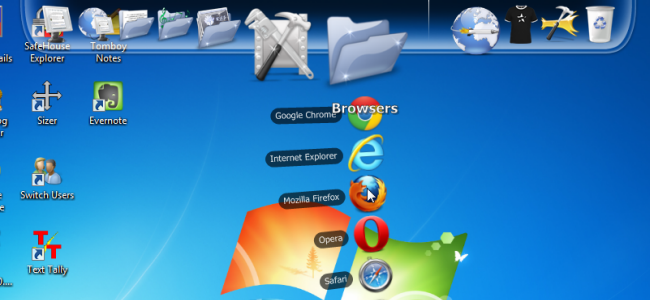 SafeHouse
Explorer
Tomboy
Notes
Browsers
Google Chrome
Sizer
Evernote
Internet Explorer
Switch Users
Mozilla Firefox
Opera
Text Tally
Safari